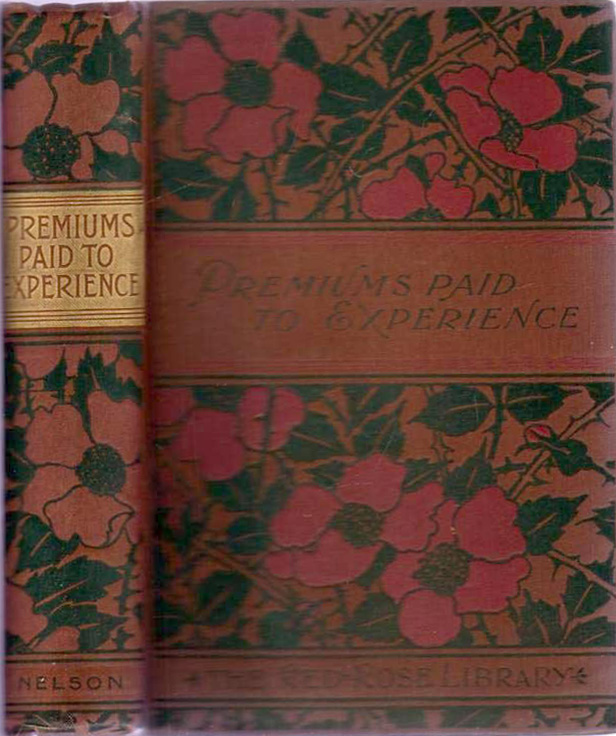 PREMIUMS
PAID TO
EXPERIENCE
NELSON
PREMIUMS PAID
TO EXPERIENCE
THE RED ROSE LIBRARY